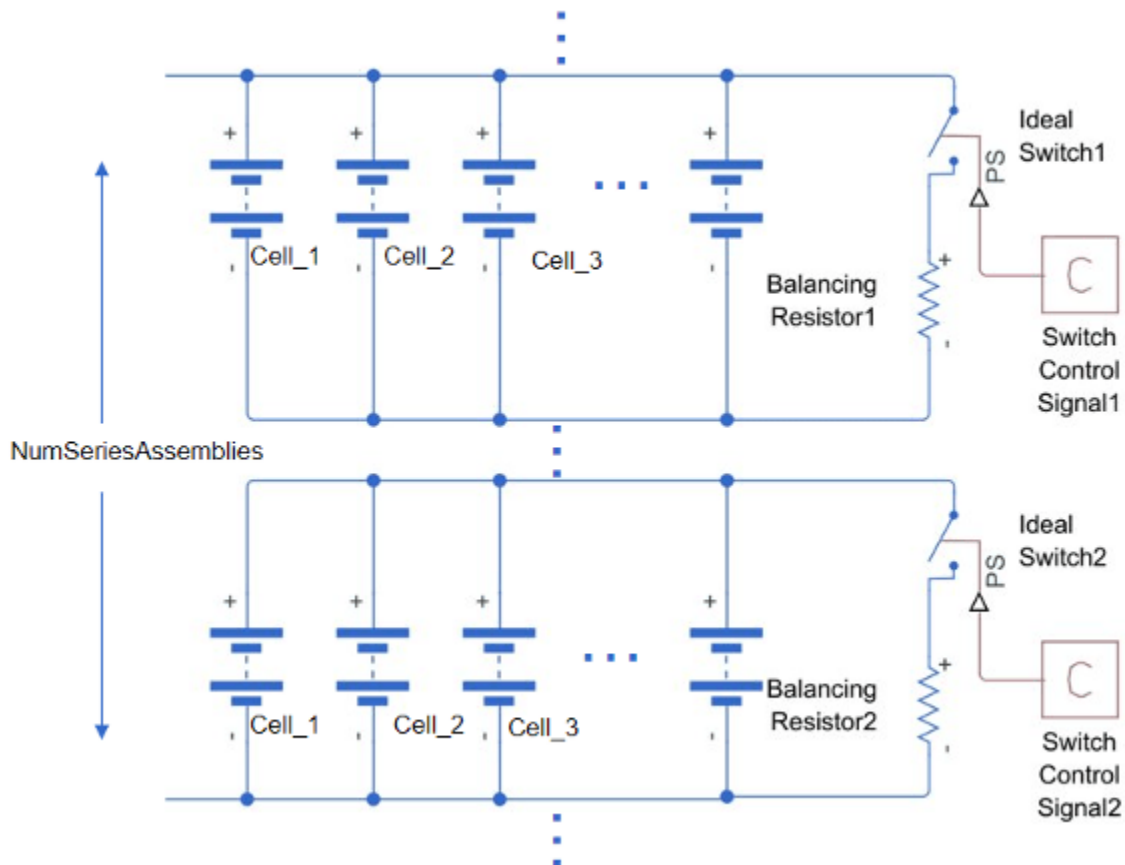 +
+
+
+
Ideal
Switch1
PS
Cell_1
Cell_2
Cell_3
...
-
-
-
-
Balancing
Resistor1
+
-
C
Switch
Control
Signal1
NumSeriesAssemblies
Ideal
Switch2
PS
+
+
+
+
...
Cell_1
Cell_2
Cell_3
-
-
-
-
Balancing
Resistor2
+
-
C
Switch
Control
Signal2